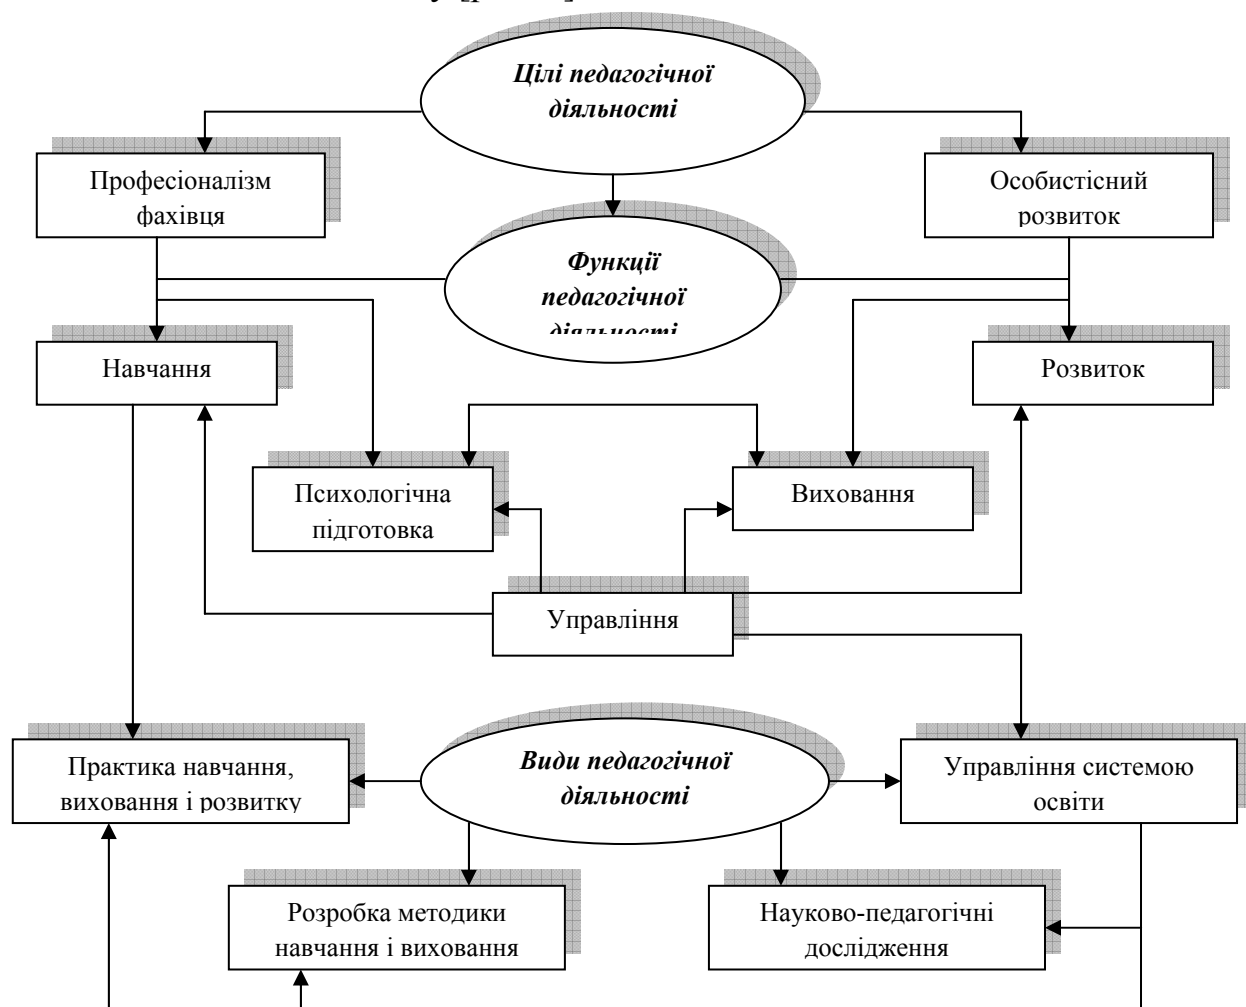 Цілі педагогічної
діяльності
Професіоналізм
фахівця
Особистісний
розвиток
Функції
педагогічної
діяльності
Навчання
Розвиток
Психологічна
підготовка
Виховання
Управління
Види педагогічної
діяльності
Практика навчання,
виховання і розвитку
Управління системою
освіти
Розробка методики
навчання і виховання
Науково-педагогічні
дослідження